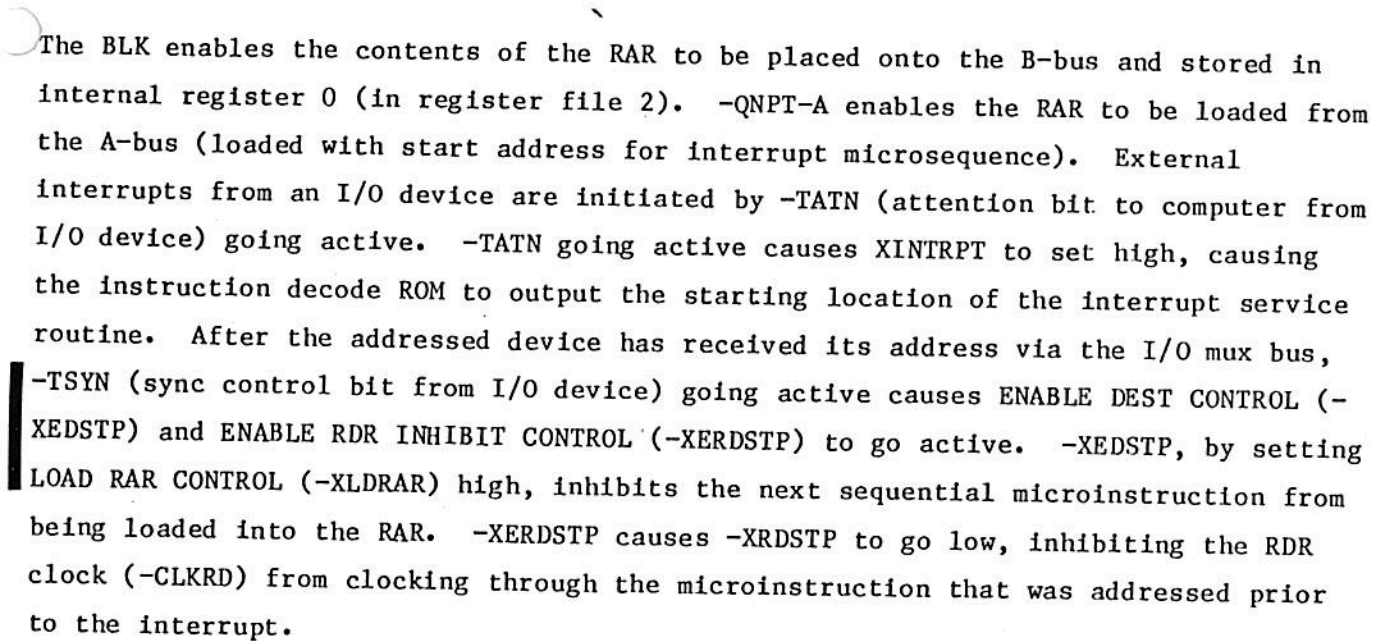 The BLK enables the contents of the RAR to be placed onto the B-bus and stored in
internal register 0 (in register file 2).  -QNPT-A enables the RAR to be loaded from
the A-bus (loaded with start address for interrupt microsequence).  External
interrupts from an I/O device are initiated by -TATN (attention bit to computer from
I/O device) going active.  -TATN going active causes XINTRPT to set high, causing
the instruction decode ROM to output the starting location of the interrupt service
routine.  After the addressed device has received its address via the I/O mux bus,
-TSYN (sync control bit from I/O device) going active causes ENABLE DEST CONTROL (-
XEDSTP) and ENABLE RDR INHIBIT CONTROL (-XERDSTP) to go active.  -XEDSTP, by setting
LOAD RAR CONTROL (-XLDRAR) high, inhibits the next sequential microinstruction from
being loaded into the RAR.  -XERDSTP causes -XRDSTP to go low, inhibiting the RDR
clock (-CLKRD) from clocking through the microinstruction that was addressed prior
to the interrupt.